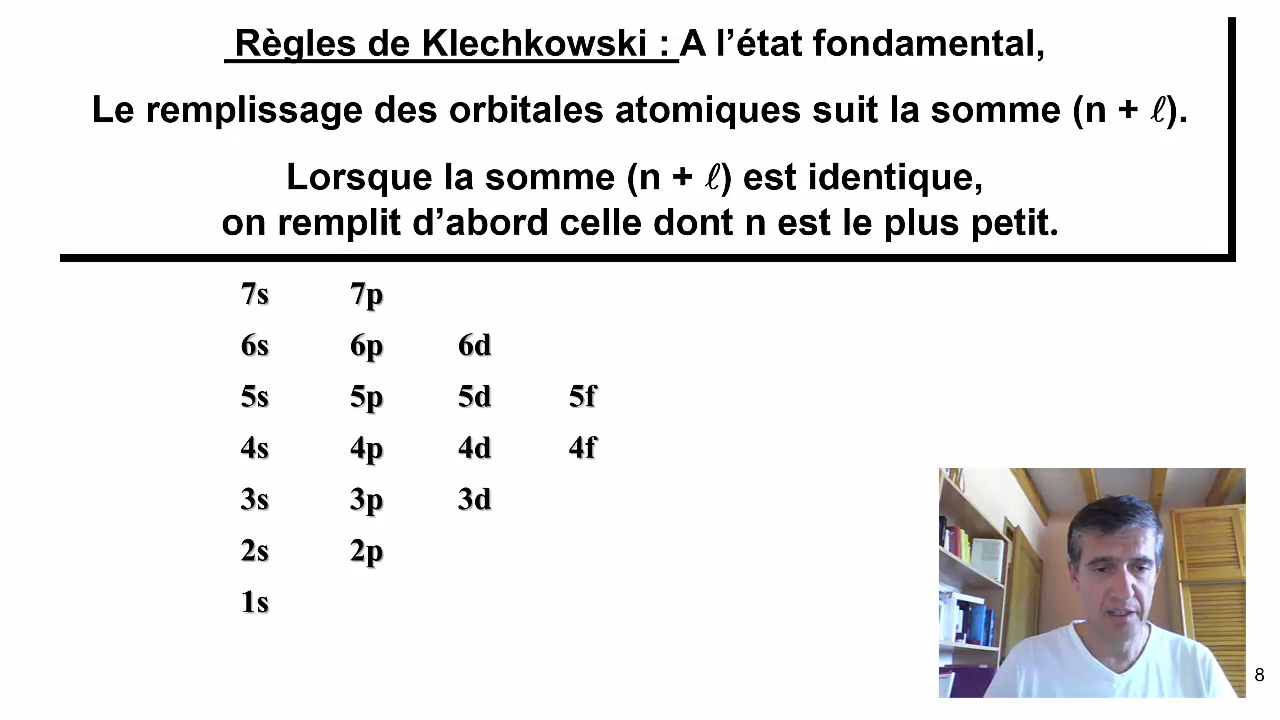 Règles de Klechkowski : A l’état fondamental,
Le remplissage des orbitales atomiques suit la somme (n + ℓ).
Lorsque la somme (n + ℓ) est identique,
on remplit d’abord celle dont n est le plus petit.
7s 7p
6s 6p 6d
5s 5p 5d 5f
4s 4p 4d 4f
3s 3p 3d
2s 2p
1s
8